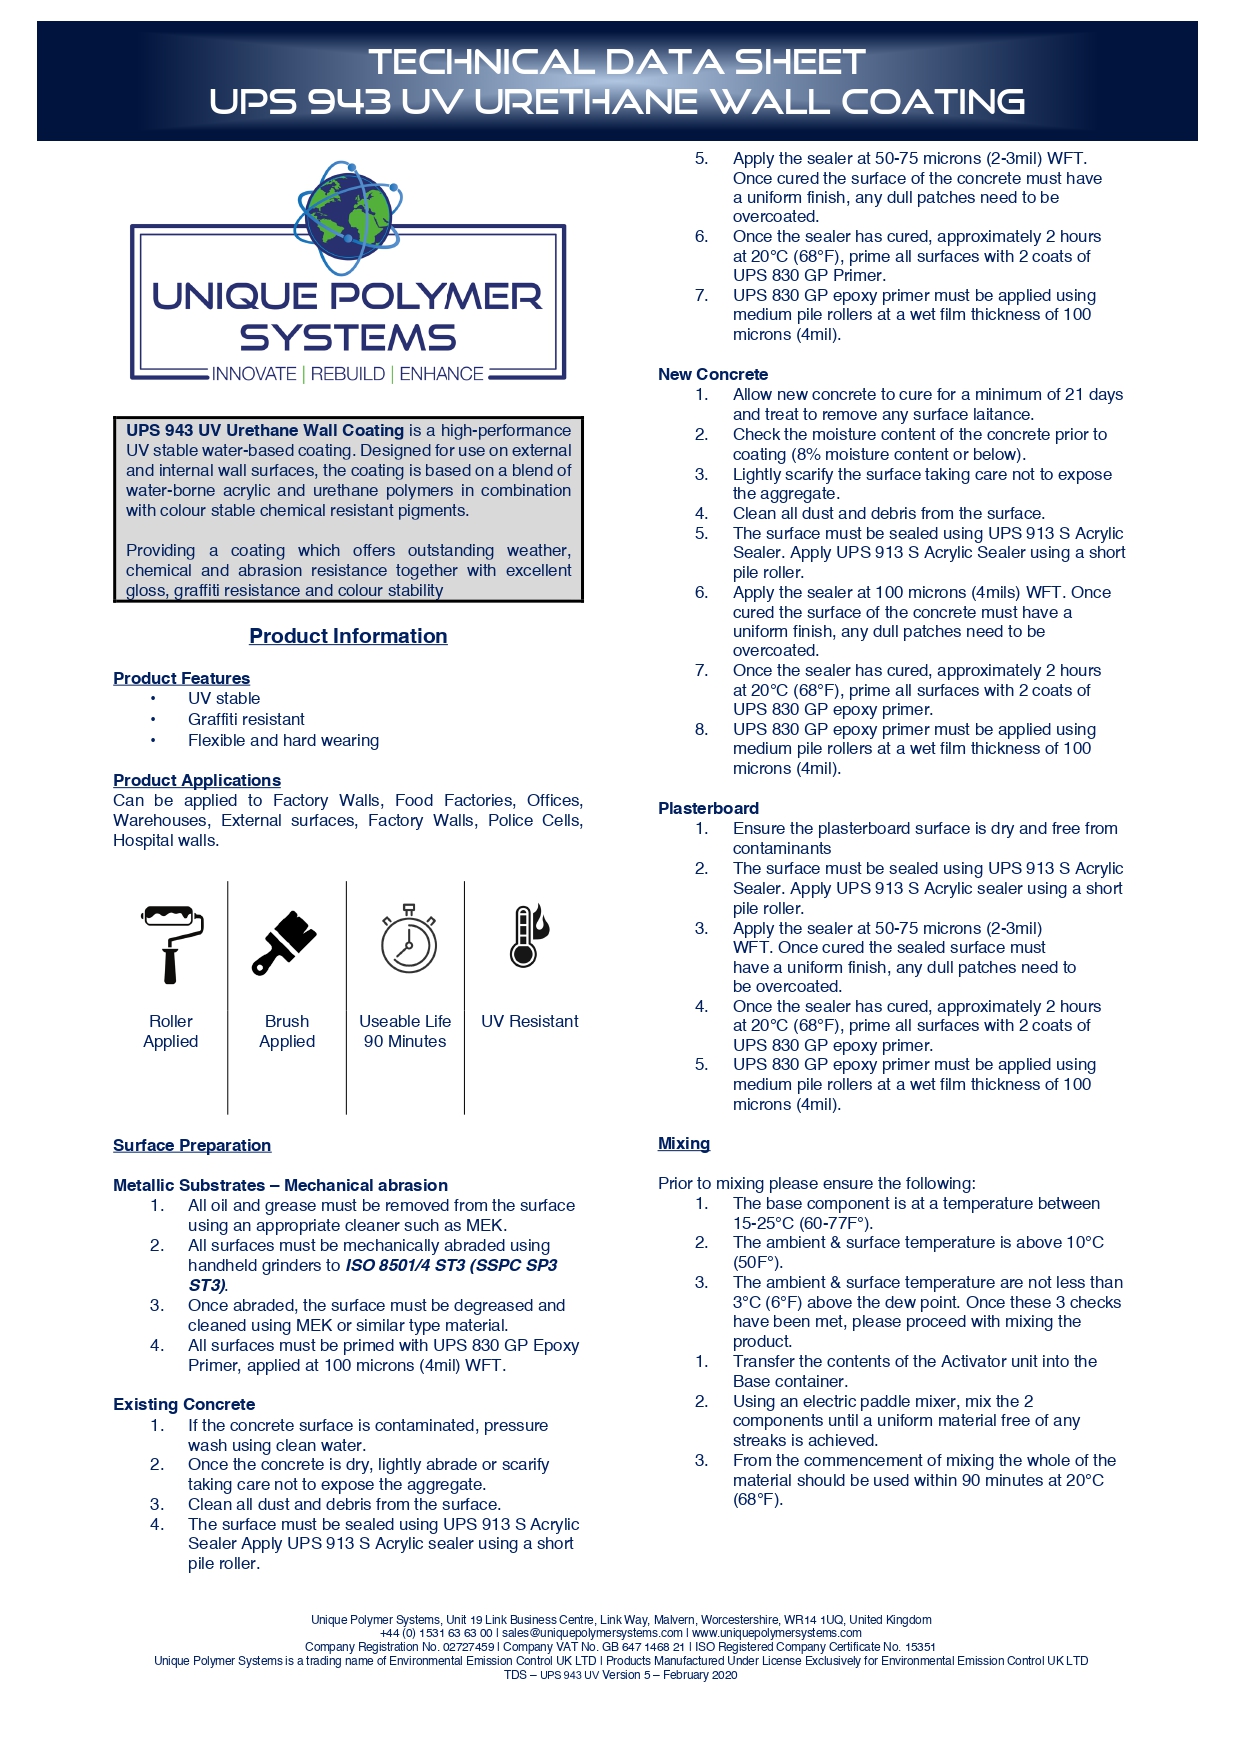 TECHNICAL DATA SHEET
UPS 943 UV URETHANE WALL COATING
UNIQUE POLYMER
SYSTEMS
INNOVATE | REBUILD | ENHANCE
UPS 943 UV Urethane Wall Coating is a high-performance
UV stable water-based coating. Designed for use on external
and internal wall surfaces, the coating is based on a blend of
water-borne acrylic and urethane polymers in combination
with colour stable chemical resistant pigments.
Providing a coating which offers outstanding weather,
chemical and abrasion resistance together with excellent
gloss, graffiti resistance and colour stability
Product Information
Product Features
• UV stable
• Graffiti resistant
• Flexible and hard wearing
Product Applications
Can be applied to Factory Walls, Food Factories, Offices,
Warehouses, External surfaces, Factory Walls, Police Cells,
Hospital walls.
Roller
Applied
Brush
Applied
Useable Life
90 Minutes
UV Resistant
Surface Preparation
Metallic Substrates – Mechanical abrasion
1. All oil and grease must be removed from the surface
using an appropriate cleaner such as MEK.
2. All surfaces must be mechanically abraded using
handheld grinders to ISO 8501/4 ST3 (SSPC SP3
ST3).
3. Once abraded, the surface must be degreased and
cleaned using MEK or similar type material.
4. All surfaces must be primed with UPS 830 GP Epoxy
Primer, applied at 100 microns (4mil) WFT.
Existing Concrete
1. If the concrete surface is contaminated, pressure
wash using clean water.
2. Once the concrete is dry, lightly abrade or scarify
taking care not to expose the aggregate.
3. Clean all dust and debris from the surface.
4. The surface must be sealed using UPS 913 S Acrylic
Sealer Apply UPS 913 S Acrylic sealer using a short
pile roller.
5. Apply the sealer at 50-75 microns (2-3mil) WFT.
Once cured the surface of the concrete must have
a uniform finish, any dull patches need to be
overcoated.
6. Once the sealer has cured, approximately 2 hours
at 20°C (68°F), prime all surfaces with 2 coats of
UPS 830 GP Primer.
7. UPS 830 GP epoxy primer must be applied using
medium pile rollers at a wet film thickness of 100
microns (4mil).
New Concrete
1. Allow new concrete to cure for a minimum of 21 days
and treat to remove any surface laitance.
2. Check the moisture content of the concrete prior to
coating (8% moisture content or below).
3. Lightly scarify the surface taking care not to expose
the aggregate.
4. Clean all dust and debris from the surface.
5. The surface must be sealed using UPS 913 S Acrylic
Sealer. Apply UPS 913 S Acrylic Sealer using a short
pile roller.
6. Apply the sealer at 100 microns (4mils) WFT. Once
cured the surface of the concrete must have a
uniform finish, any dull patches need to be
overcoated.
7. Once the sealer has cured, approximately 2 hours
at 20°C (68°F), prime all surfaces with 2 coats of
UPS 830 GP epoxy primer.
8. UPS 830 GP epoxy primer must be applied using
medium pile rollers at a wet film thickness of 100
microns (4mil).
Plasterboard
1. Ensure the plasterboard surface is dry and free from
contaminants
2. The surface must be sealed using UPS 913 S Acrylic
Sealer. Apply UPS 913 S Acrylic sealer using a short
pile roller.
3. Apply the sealer at 50-75 microns (2-3mil)
WFT. Once cured the sealed surface must
have a uniform finish, any dull patches need to
be overcoated.
4. Once the sealer has cured, approximately 2 hours
at 20°C (68°F), prime all surfaces with 2 coats of
UPS 830 GP epoxy primer.
5. UPS 830 GP epoxy primer must be applied using
medium pile rollers at a wet film thickness of 100
microns (4mil).
Mixing
Prior to mixing please ensure the following:
1. The base component is at a temperature between
15-25°C (60-77F°).
2. The ambient & surface temperature is above 10°C
(50F°).
3. The ambient & surface temperature are not less than
3°C (6°F) above the dew point. Once these 3 checks
have been met, please proceed with mixing the
product.
1. Transfer the contents of the Activator unit into the
Base container.
2. Using an electric paddle mixer, mix the 2
components until a uniform material free of any
streaks is achieved.
3. From the commencement of mixing the whole of the
material should be used within 90 minutes at 20°C
(68°F).
Unique Polymer Systems, Unit 19 Link Business Centre, Link Way, Malvern, Worcestershire, WR14 1UQ, United Kingdom
+44 (0) 1531 63 63 00 | sales@uniquepolymersystems.com | www.uniquepolymersystems.com
Company Registration No. 02727459 | Company VAT No. GB 647 1468 21 | ISO Registered Company Certificate No. 15351
Unique Polymer Systems is a trading name of Environmental Emission Control UK LTD | Products Manufactured Under License Exclusively for Environmental Emission Control UK LTD
TDS – UPS 943 UV Version 5 – February 2020